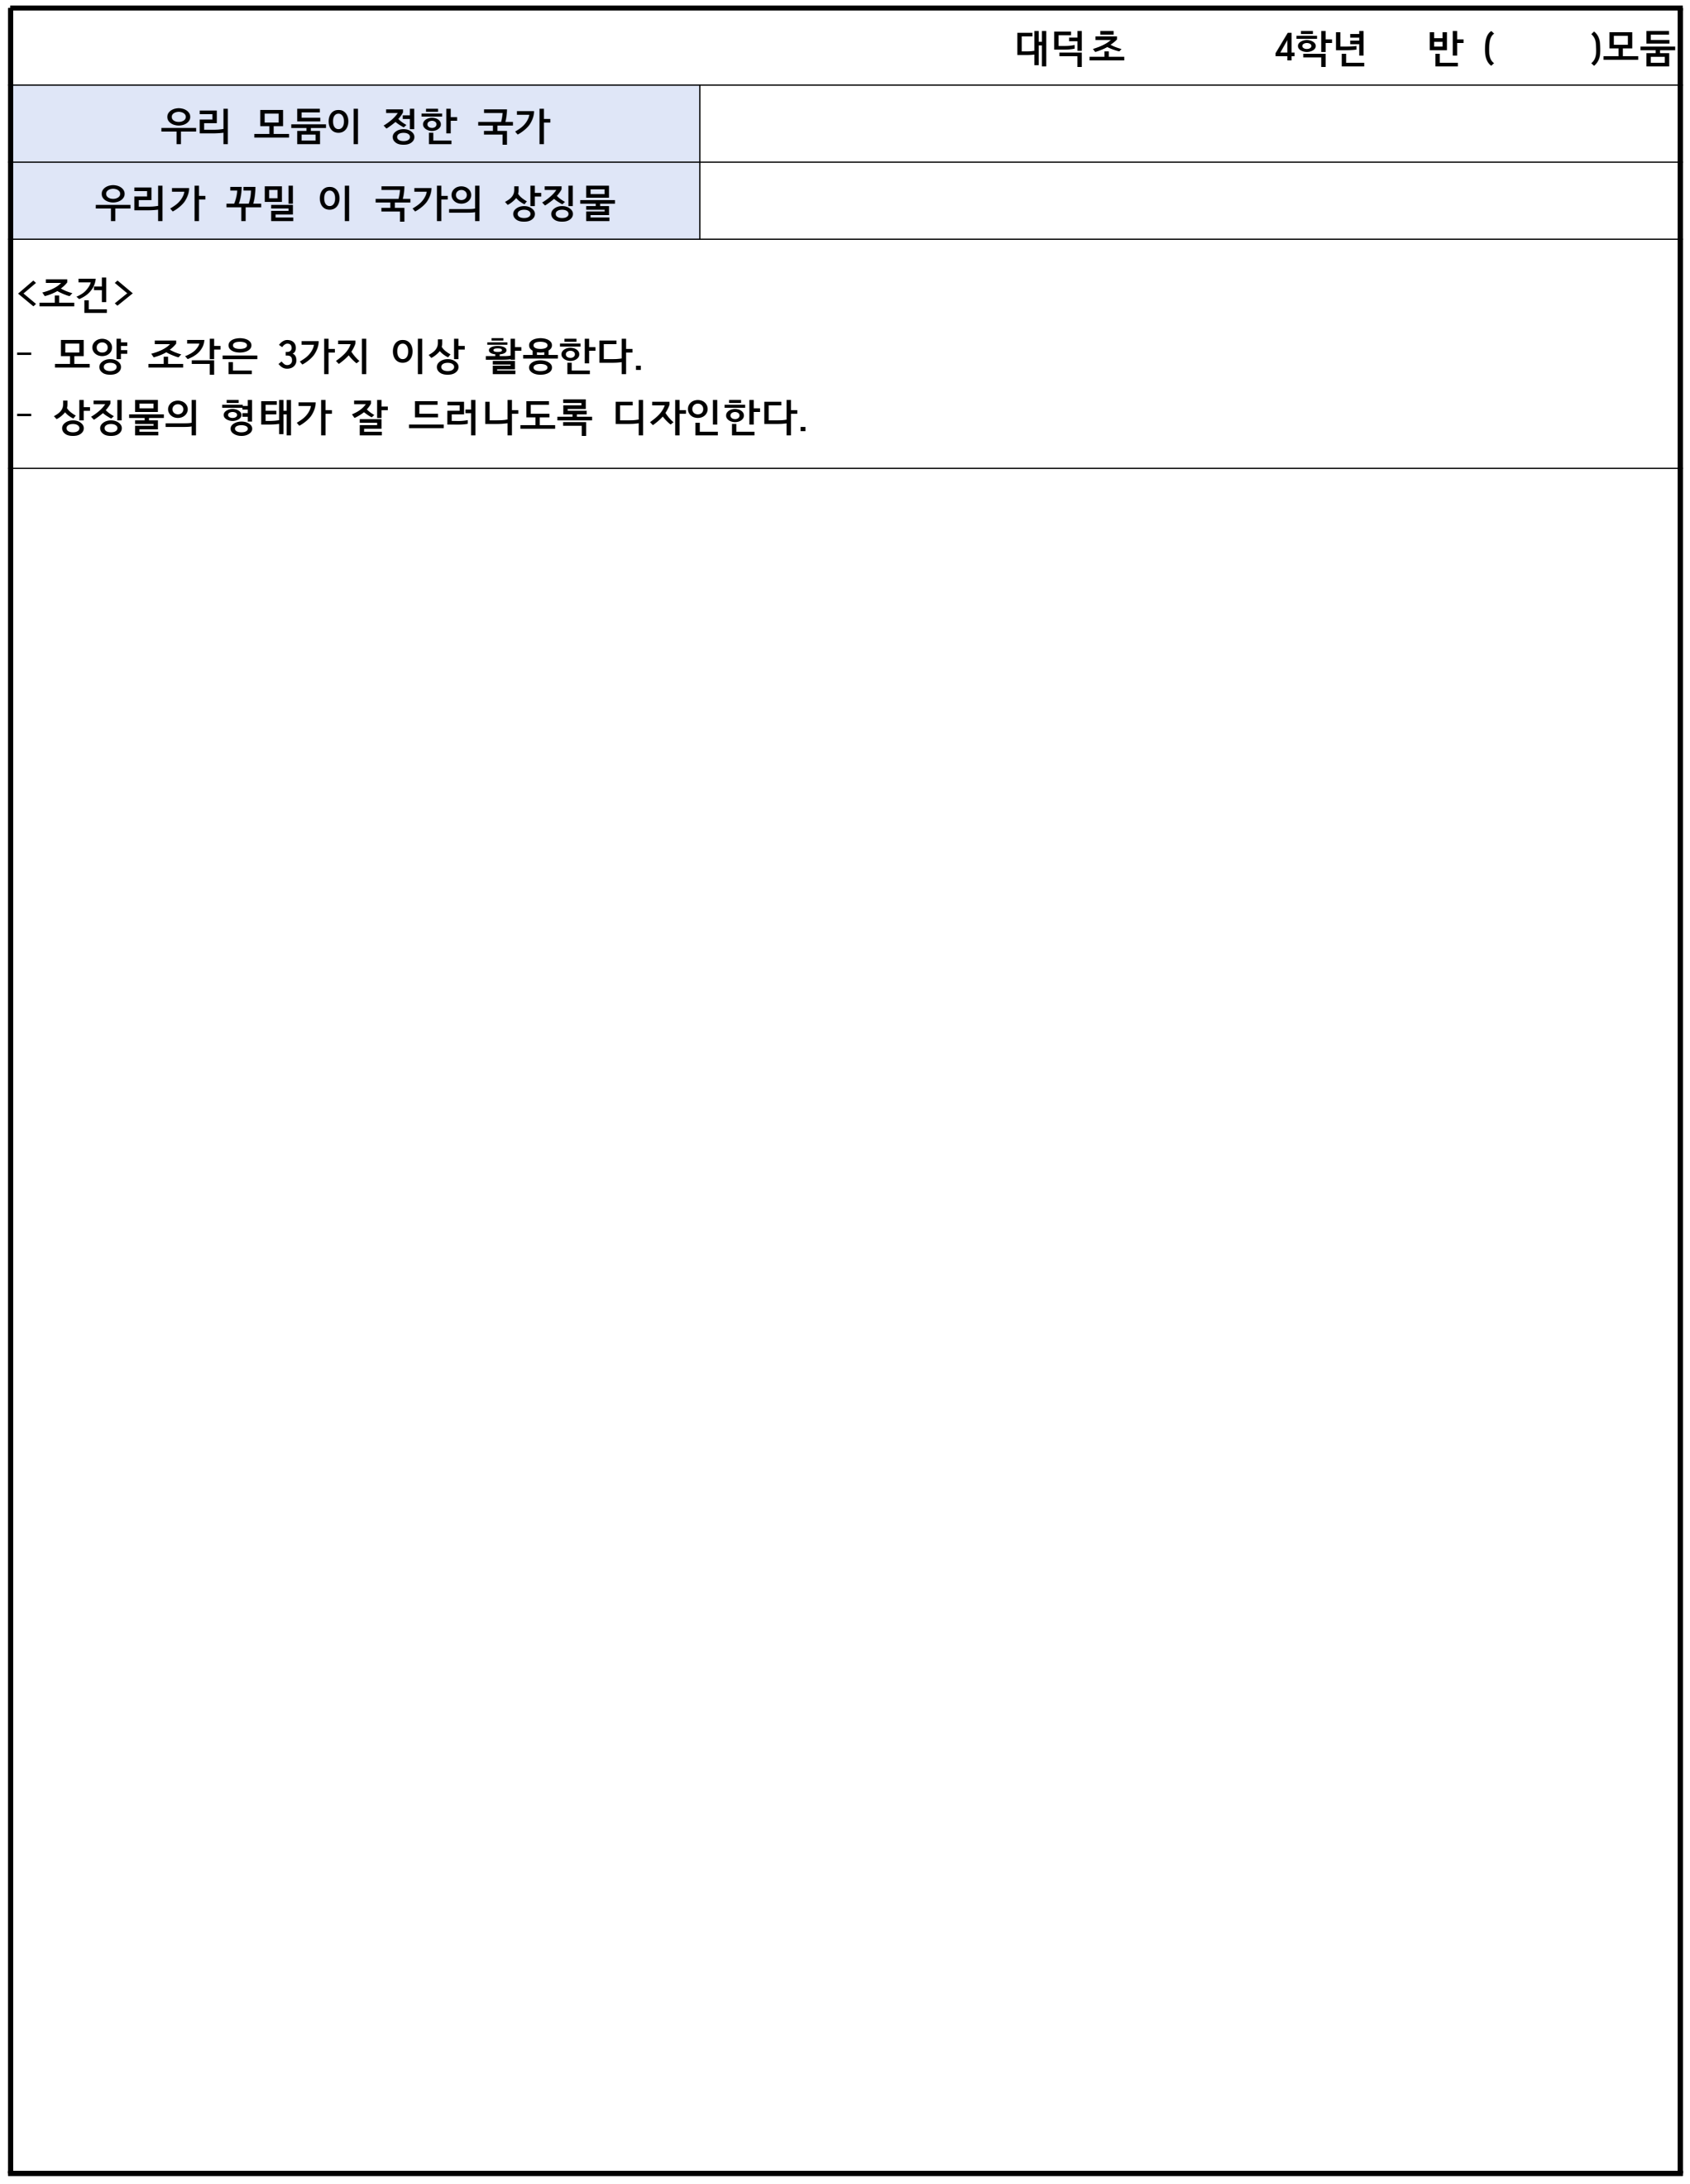 대덕초 4학년 반 ( )모둠
우리 모둠이 정한 국가
우리가 꾸밀 이 국가의 상징물
<조건>
- 모양 조각은 3가지 이상 활용한다.
- 상징물의 형태가 잘 드러나도록 디자인한다.